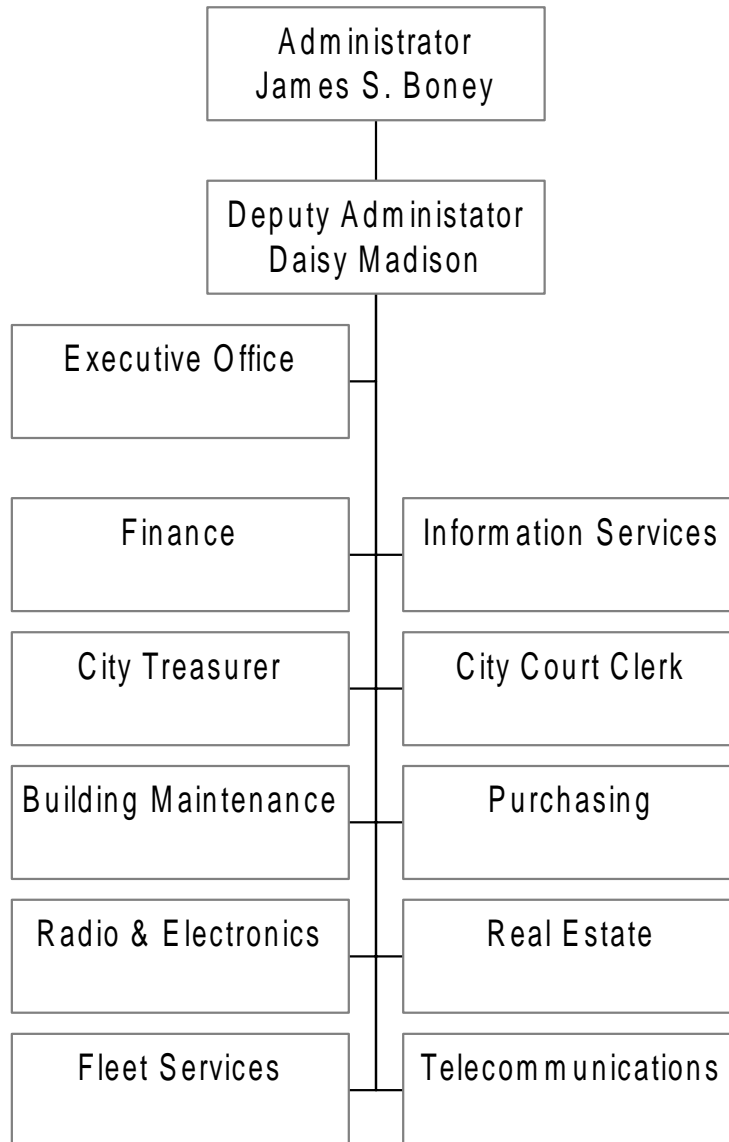 Administrator
James S. Boney
Deputy Administator
Daisy Madison
Executive Office
Finance
Information Services
City Treasurer
City Court Clerk
Building Maintenance
Purchasing
Radio & Electronics
Real Estate
Fleet Services
Telecommunications